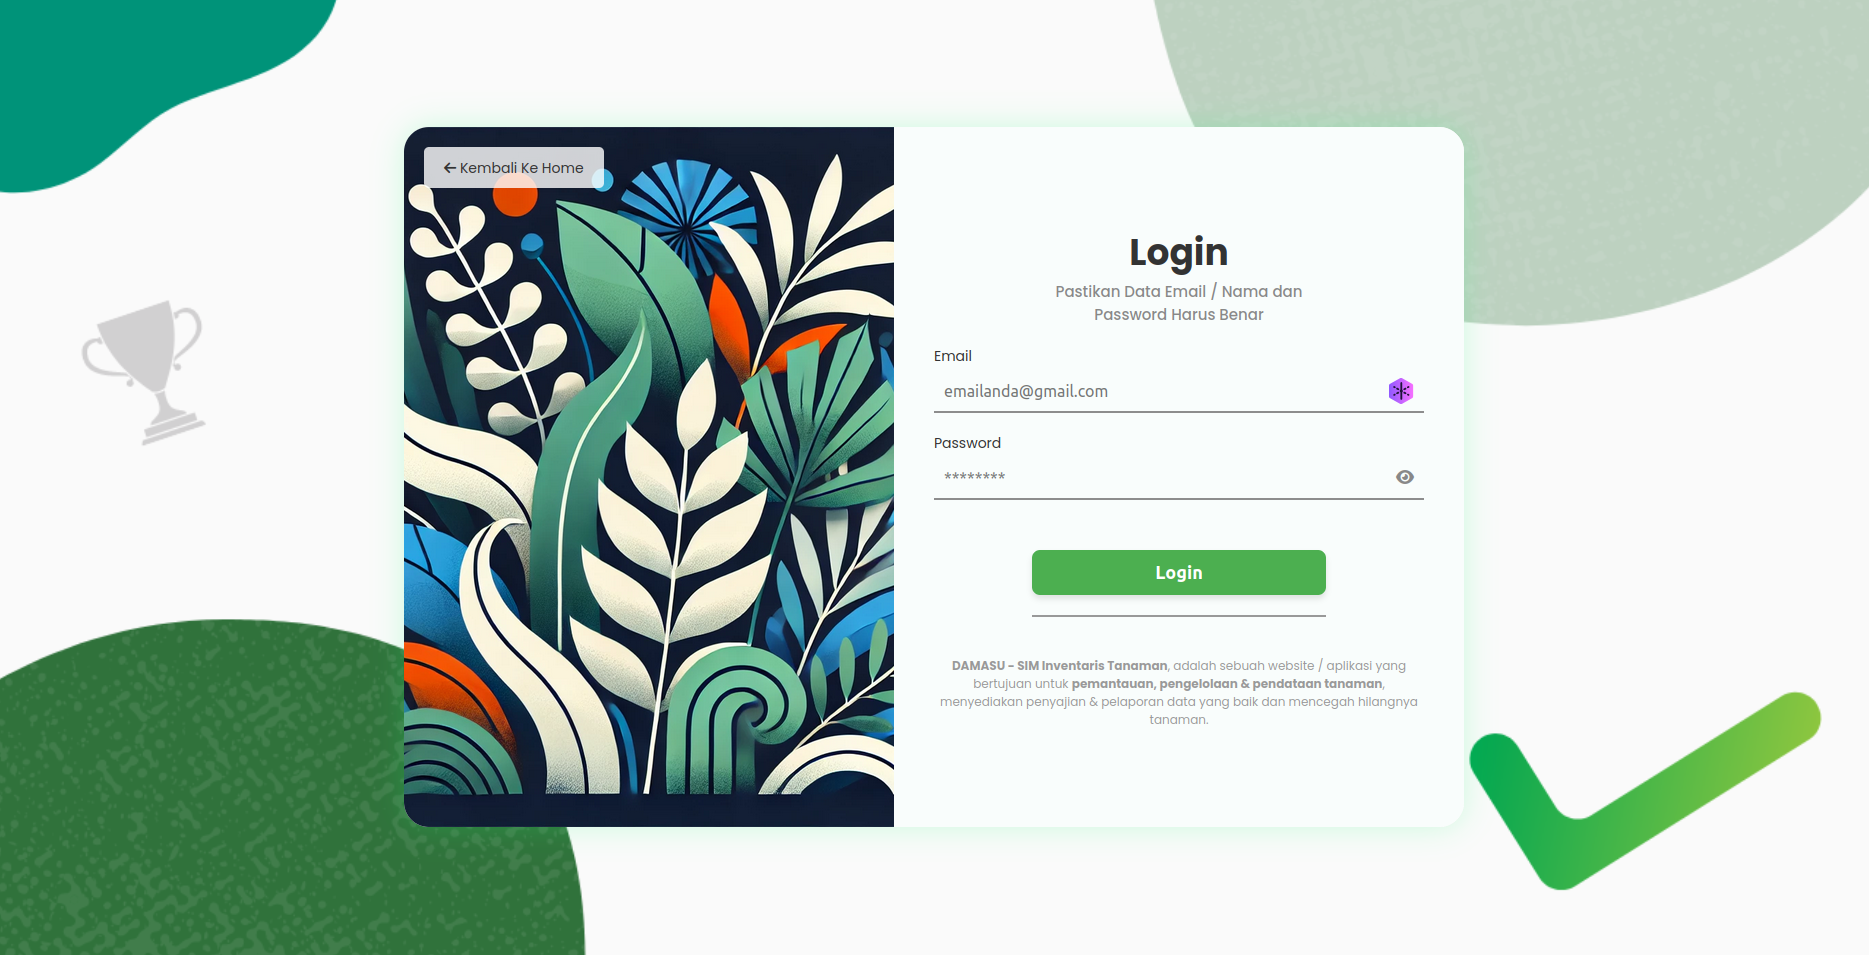 Kembali Ke Home
Login
Pastikan Data Email / Nama dan
Password Harus Benar
Email
emailanda@gmail.com
Password
********
Login
DAMASU - SIM Inventaris Tanaman, adalah sebuah website / aplikasi yang
bertujuan untuk pemantauan, pengelolaan & pendataan tanaman,
menyediakan penyajian & pelaporan data yang baik dan mencegah hilangnya
tanaman.